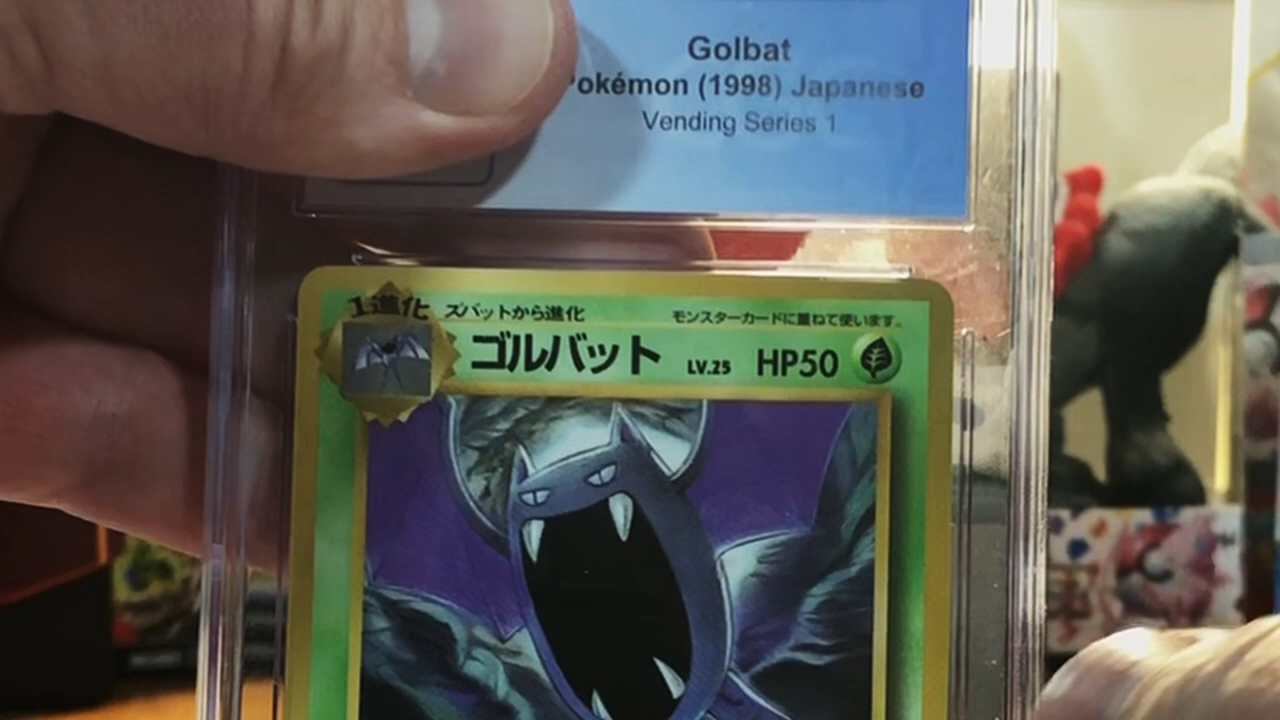 Golbat
Pokémon (1998) Japanese
Vending Series 1
1進化 ズバットから進化 モンスターカードに重ねて使います。
ゴルバット LV.25 HP50